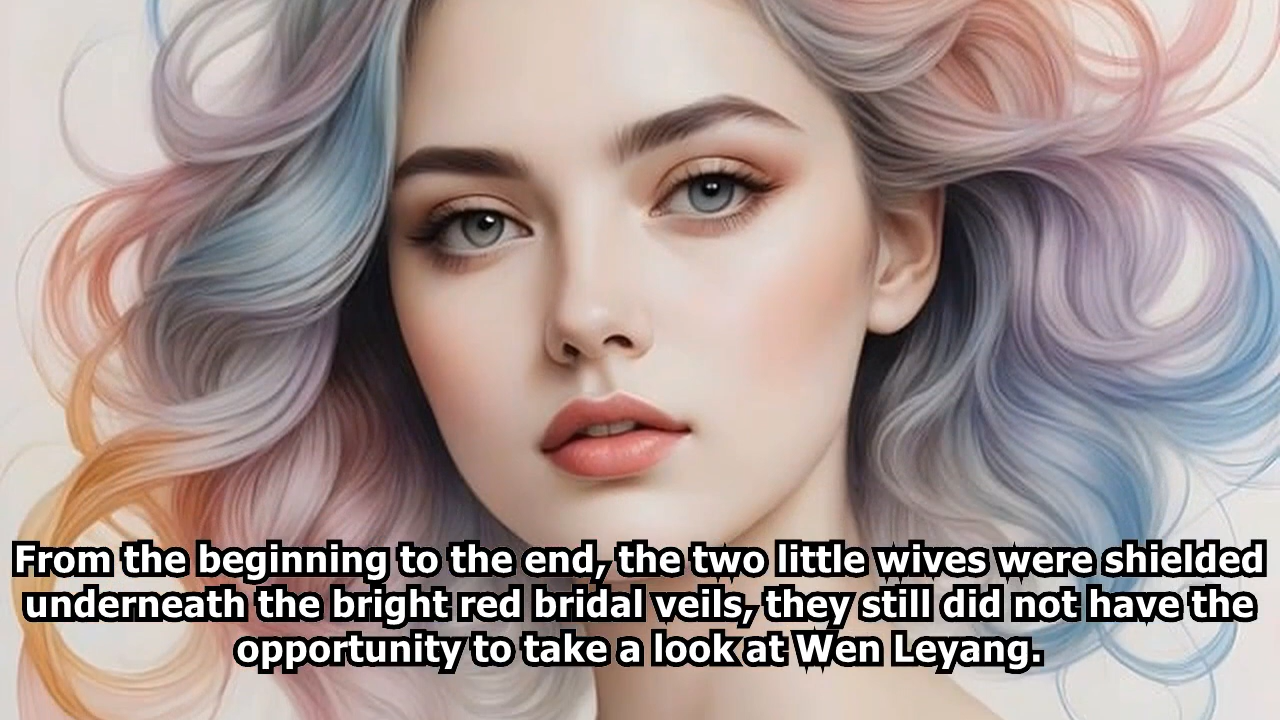 From the beginning to the end, the two little wives were shielded
underneath the bright red bridal veils, they still did not have the
opportunity to take a look at Wen Leyang.